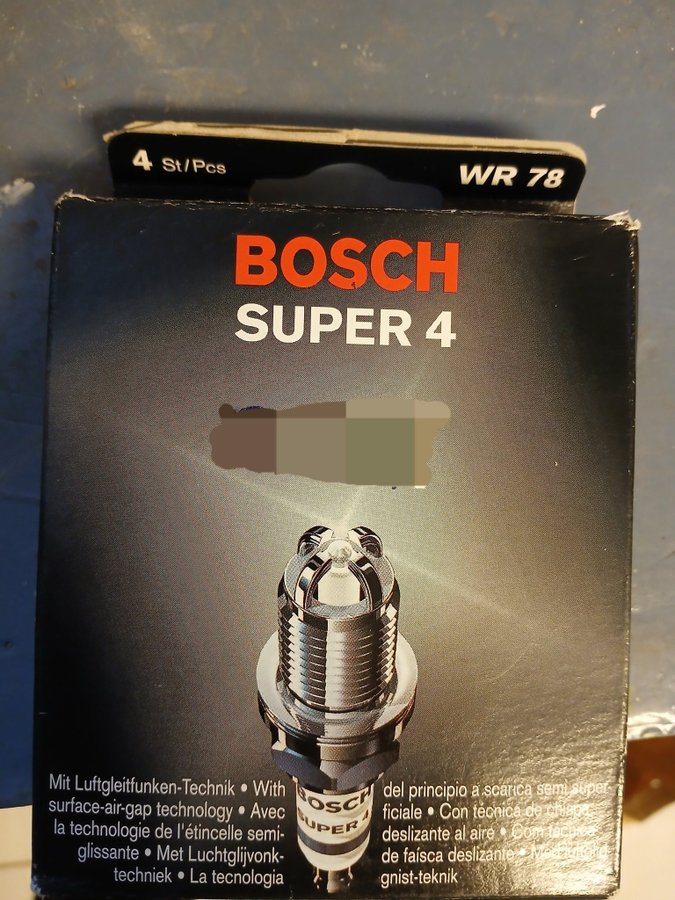 4 St/Pcs
WR 78
BOSCH
SUPER 4
BOSCH
SUPER 4
Mit Luftgleitfunken-Technik • With
surface-air-gap technology • Avec
la technologie de l'étincelle semi-
glissante • Met Luchtglijvonk-
techniek • La tecnologia
del principio a scarica semi super
ficiale • Con técnica de chispa
deslizante al aire • Com técnica
de faísca deslizante •
gnist-teknik